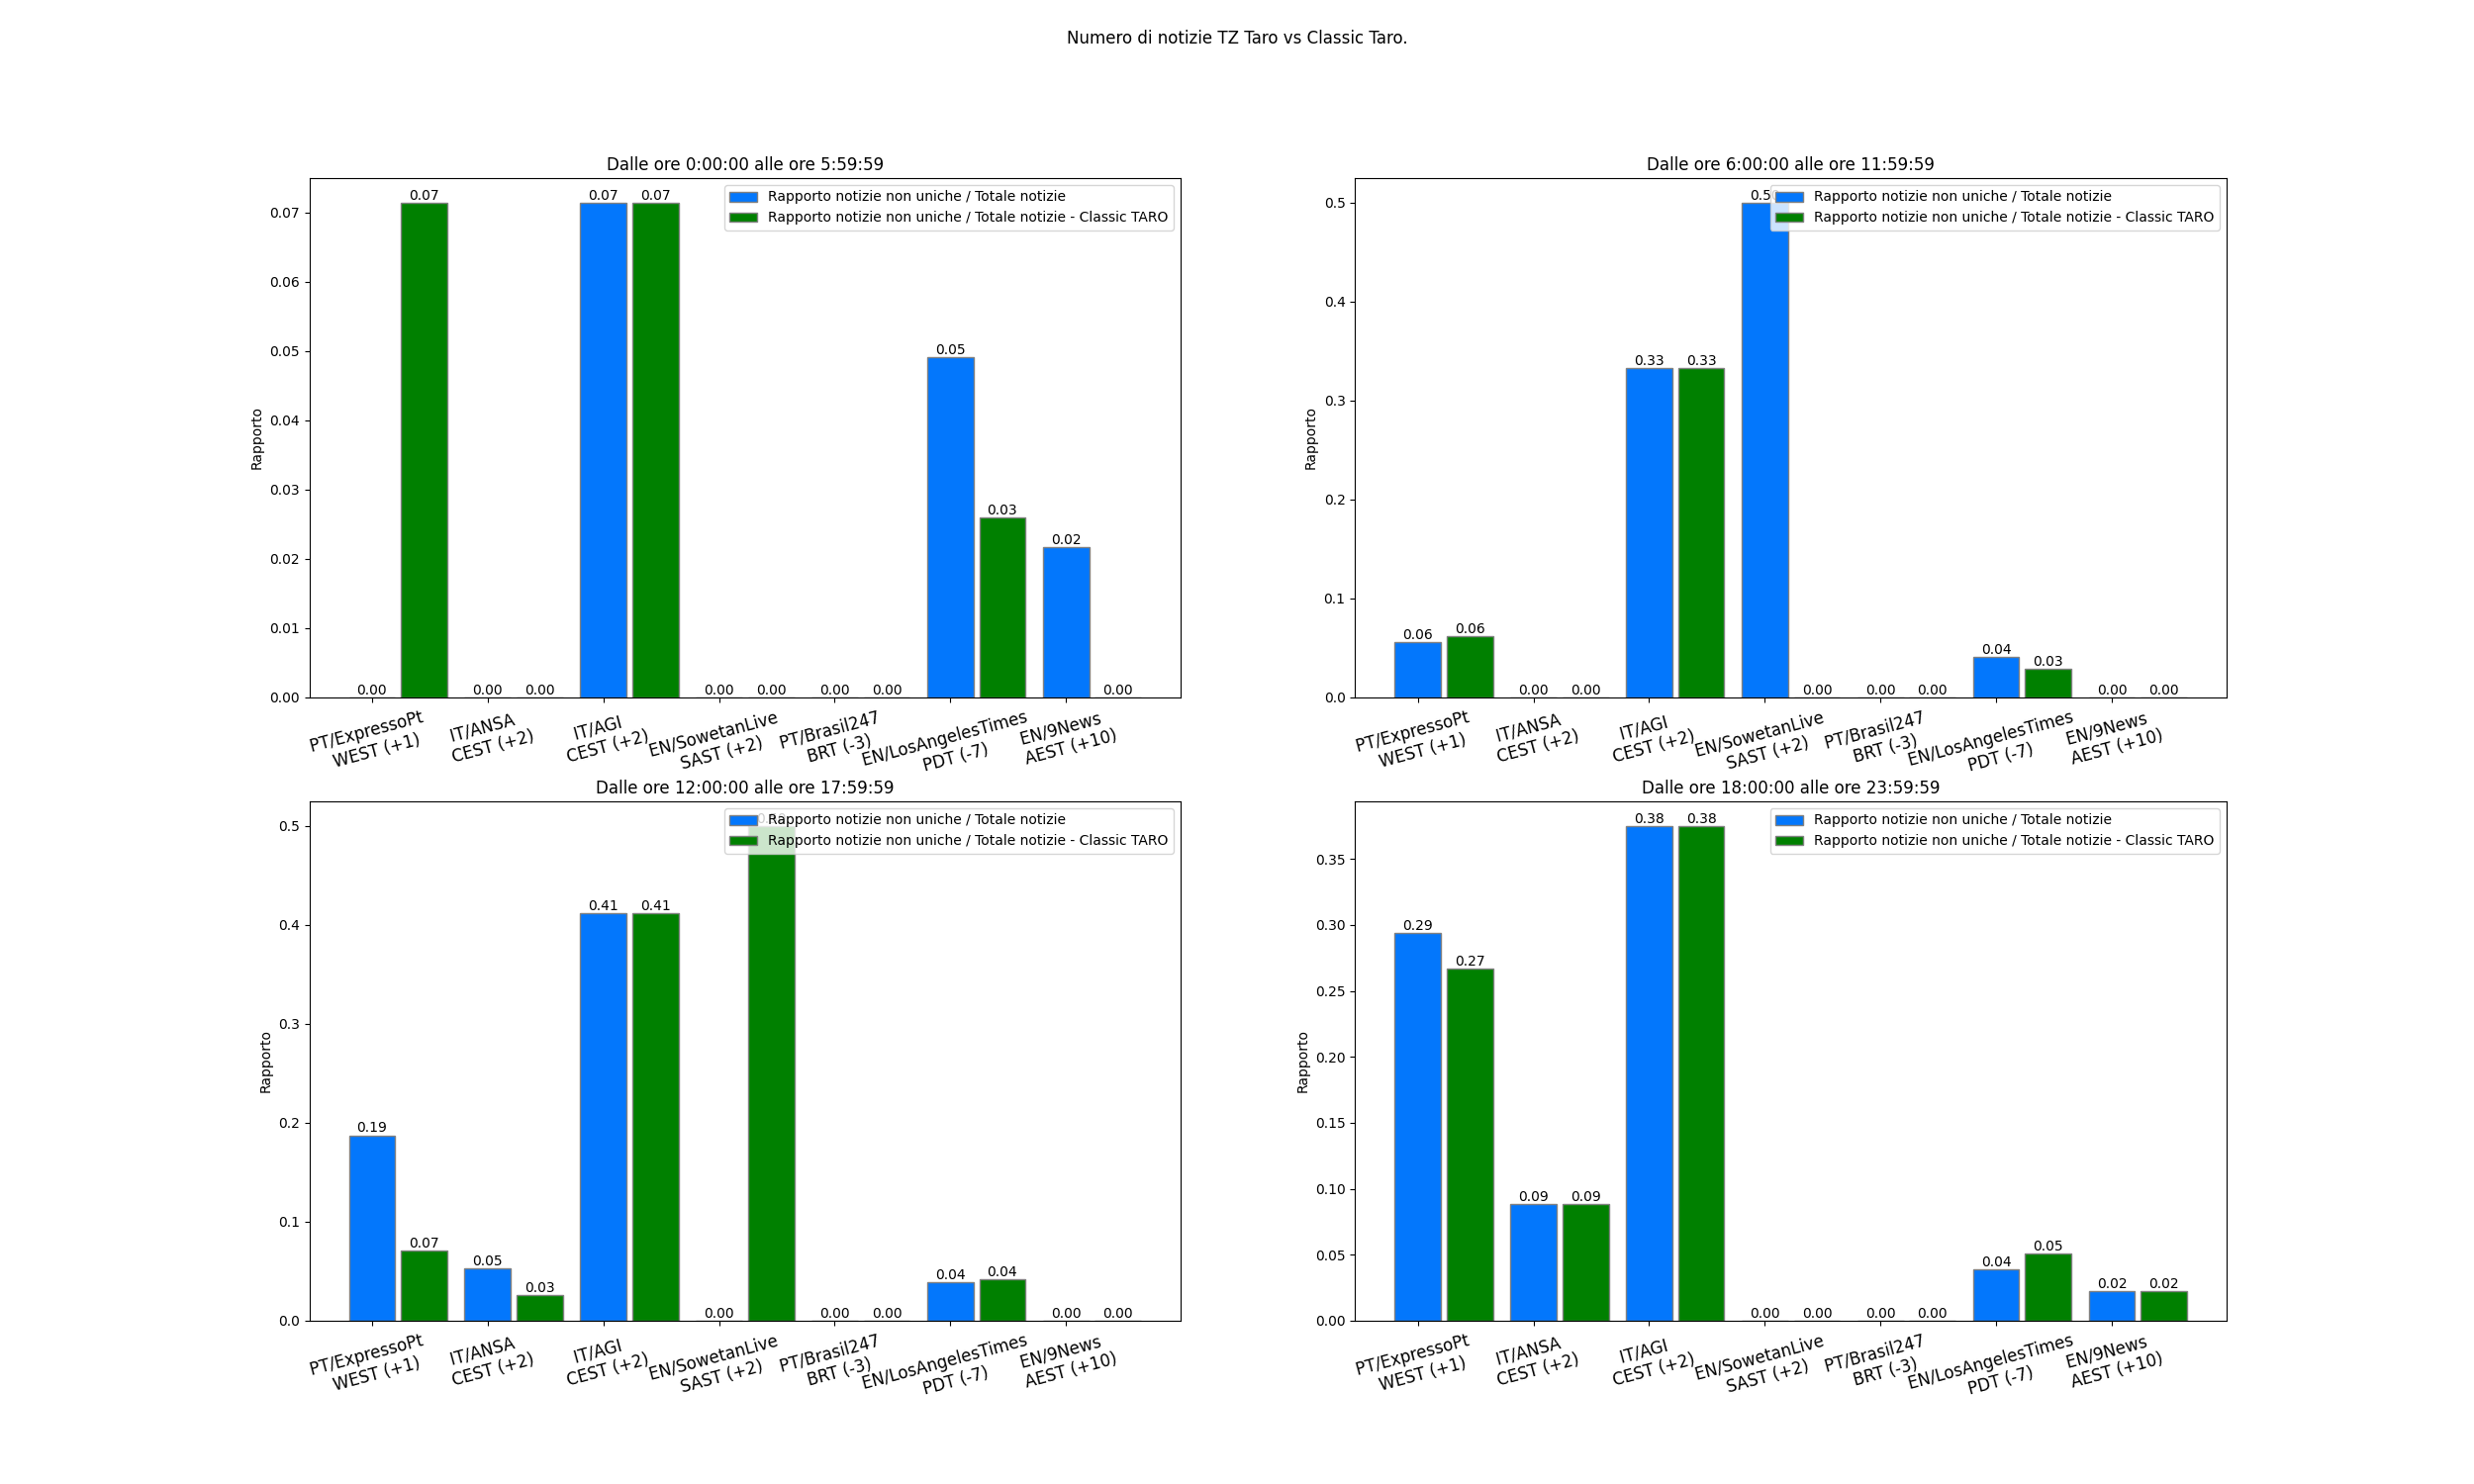 Numero di notizie TZ Taro vs Classic Taro.
Dalle ore 0:00:00 alle ore 5:59:59
Rapporto notizie non uniche / Totale notizie
Rapporto notizie non uniche / Totale notizie - Classic TARO
Rapporto
0.07
0.06
0.05
0.04
0.03
0.02
0.01
0.00
0.00
0.07
0.00
0.00
0.07
0.07
0.00
0.00
0.00
0.00
0.05
0.03
0.02
0.00
PT/ExpressoPt
WEST (+1)
IT/ANSA
CEST (+2)
IT/AGI
CEST (+2)
EN/SowetanLive
SAST (+2)
PT/Brasil247
BRT (-3)
EN/LosAngelesTimes
PDT (-7)
EN/9News
AEST (+10)
Dalle ore 6:00:00 alle ore 11:59:59
Rapporto notizie non uniche / Totale notizie
Rapporto notizie non uniche / Totale notizie - Classic TARO
Rapporto
0.5
0.4
0.3
0.2
0.1
0.0
0.06
0.06
0.00
0.00
0.33
0.33
0.50
0.00
0.00
0.00
0.04
0.03
0.00
0.00
PT/ExpressoPt
WEST (+1)
IT/ANSA
CEST (+2)
IT/AGI
CEST (+2)
EN/SowetanLive
SAST (+2)
PT/Brasil247
BRT (-3)
EN/LosAngelesTimes
PDT (-7)
EN/9News
AEST (+10)
Dalle ore 12:00:00 alle ore 17:59:59
Rapporto notizie non uniche / Totale notizie
Rapporto notizie non uniche / Totale notizie - Classic TARO
Rapporto
0.5
0.4
0.3
0.2
0.1
0.0
0.19
0.07
0.05
0.03
0.41
0.41
0.00
0.00
0.00
0.04
0.04
0.00
0.00
PT/ExpressoPt
WEST (+1)
IT/ANSA
CEST (+2)
IT/AGI
CEST (+2)
EN/SowetanLive
SAST (+2)
PT/Brasil247
BRT (-3)
EN/LosAngelesTimes
PDT (-7)
EN/9News
AEST (+10)
Dalle ore 18:00:00 alle ore 23:59:59
Rapporto notizie non uniche / Totale notizie
Rapporto notizie non uniche / Totale notizie - Classic TARO
Rapporto
0.35
0.30
0.25
0.20
0.15
0.10
0.05
0.00
0.29
0.27
0.09
0.09
0.38
0.38
0.00
0.00
0.00
0.00
0.04
0.05
0.02
0.02
PT/ExpressoPt
WEST (+1)
IT/ANSA
CEST (+2)
IT/AGI
CEST (+2)
EN/SowetanLive
SAST (+2)
PT/Brasil247
BRT (-3)
EN/LosAngelesTimes
PDT (-7)
EN/9News
AEST (+10)